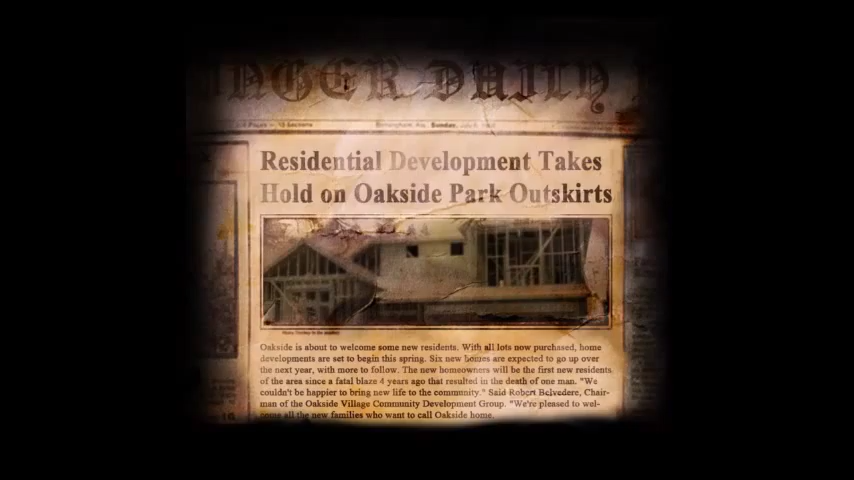 NGER DAILY
Residential Development Takes
Hold on Oakside Park Outskirts
Oakside is about to welcome some new residents. With all lots now purchased, home
developments are set to begin this spring. Six new homes are expected to go up over
the next year, with more to follow. The new homeowners will be the first new residents
of the area since a fatal blaze 4 years ago that resulted in the death of one man. "We
couldn't be happier to bring new life to the community." Said Robert Belvedere, Chair-
man of the Oakside Village Community Development Group. "We're pleased to wel-
come all the new families who want to call Oakside home.